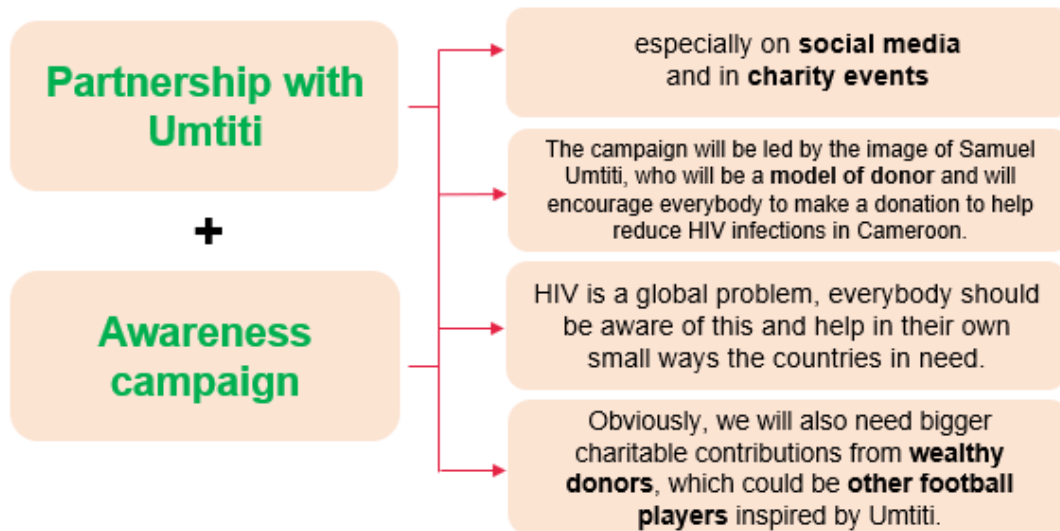 Partnership with
Umtiti
+
Awareness
campaign
especially on social media
and in charity events
The campaign will be led by the image of Samuel
Umtiti, who will be a model of donor and will
encourage everybody to make a donation to help
reduce HIV infections in Cameroon.
HIV is a global problem, everybody should
be aware of this and help in their own
small ways the countries in need.
Obviously, we will also need bigger
charitable contributions from wealthy
donors, which could be other football
players inspired by Umtiti.